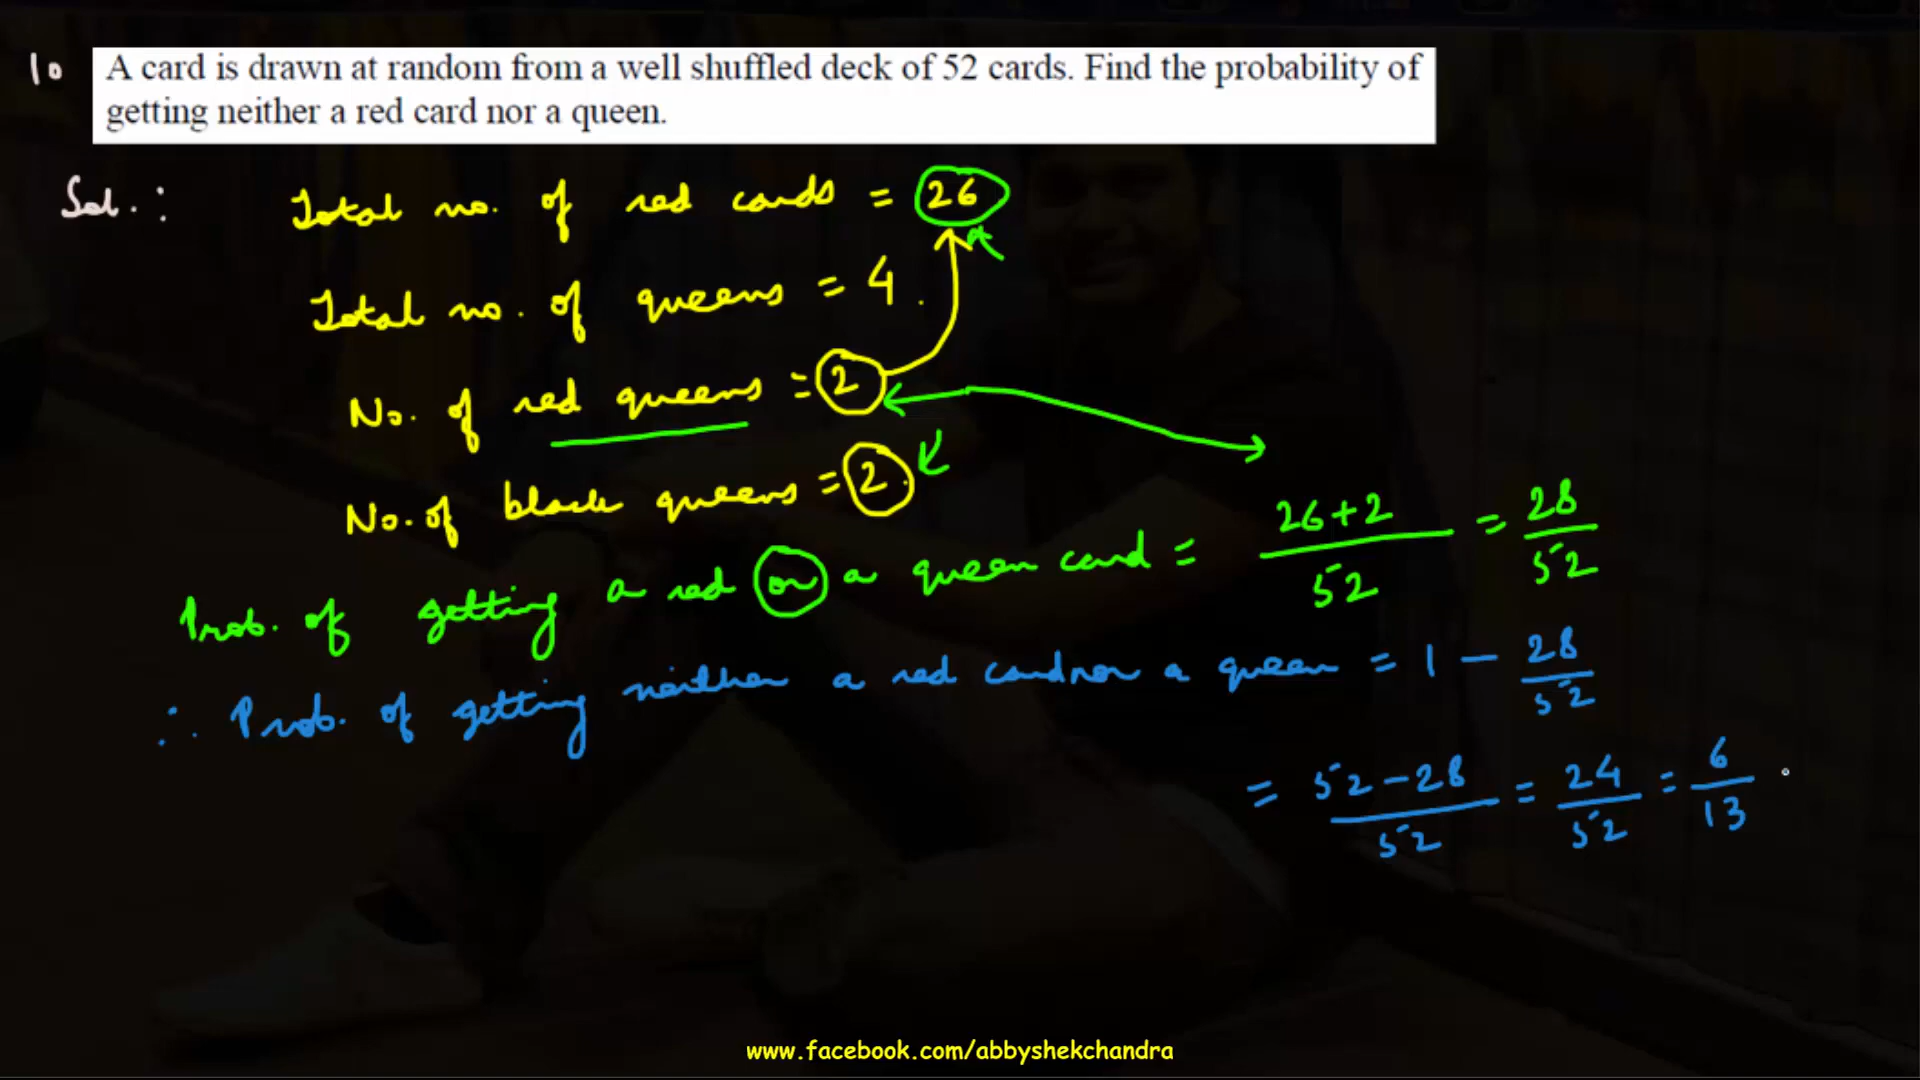 10 A card is drawn at random from a well shuffled deck of 52 cards. Find the probability of
getting neither a red card nor a queen.
Sol.: Total no. of red cards = 26
Total no. of queens = 4.
No. of red queens = 2
No. of black queens = 2.
Prob. of getting a red or a queen card = 26+2/52 = 28/52
∴ Prob. of getting neither a red card nor a queen = 1 - 28/52
= 52-28/52 = 24/52 = 6/13.
www.facebook.com/abbyshekchandra